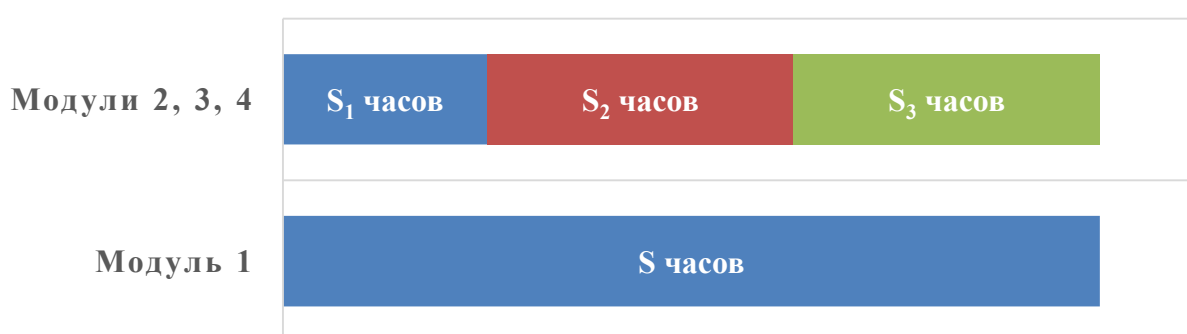 Модули 2, 3, 4 S₁ часов S₂ часов S₃ часов
Модуль 1 S часов